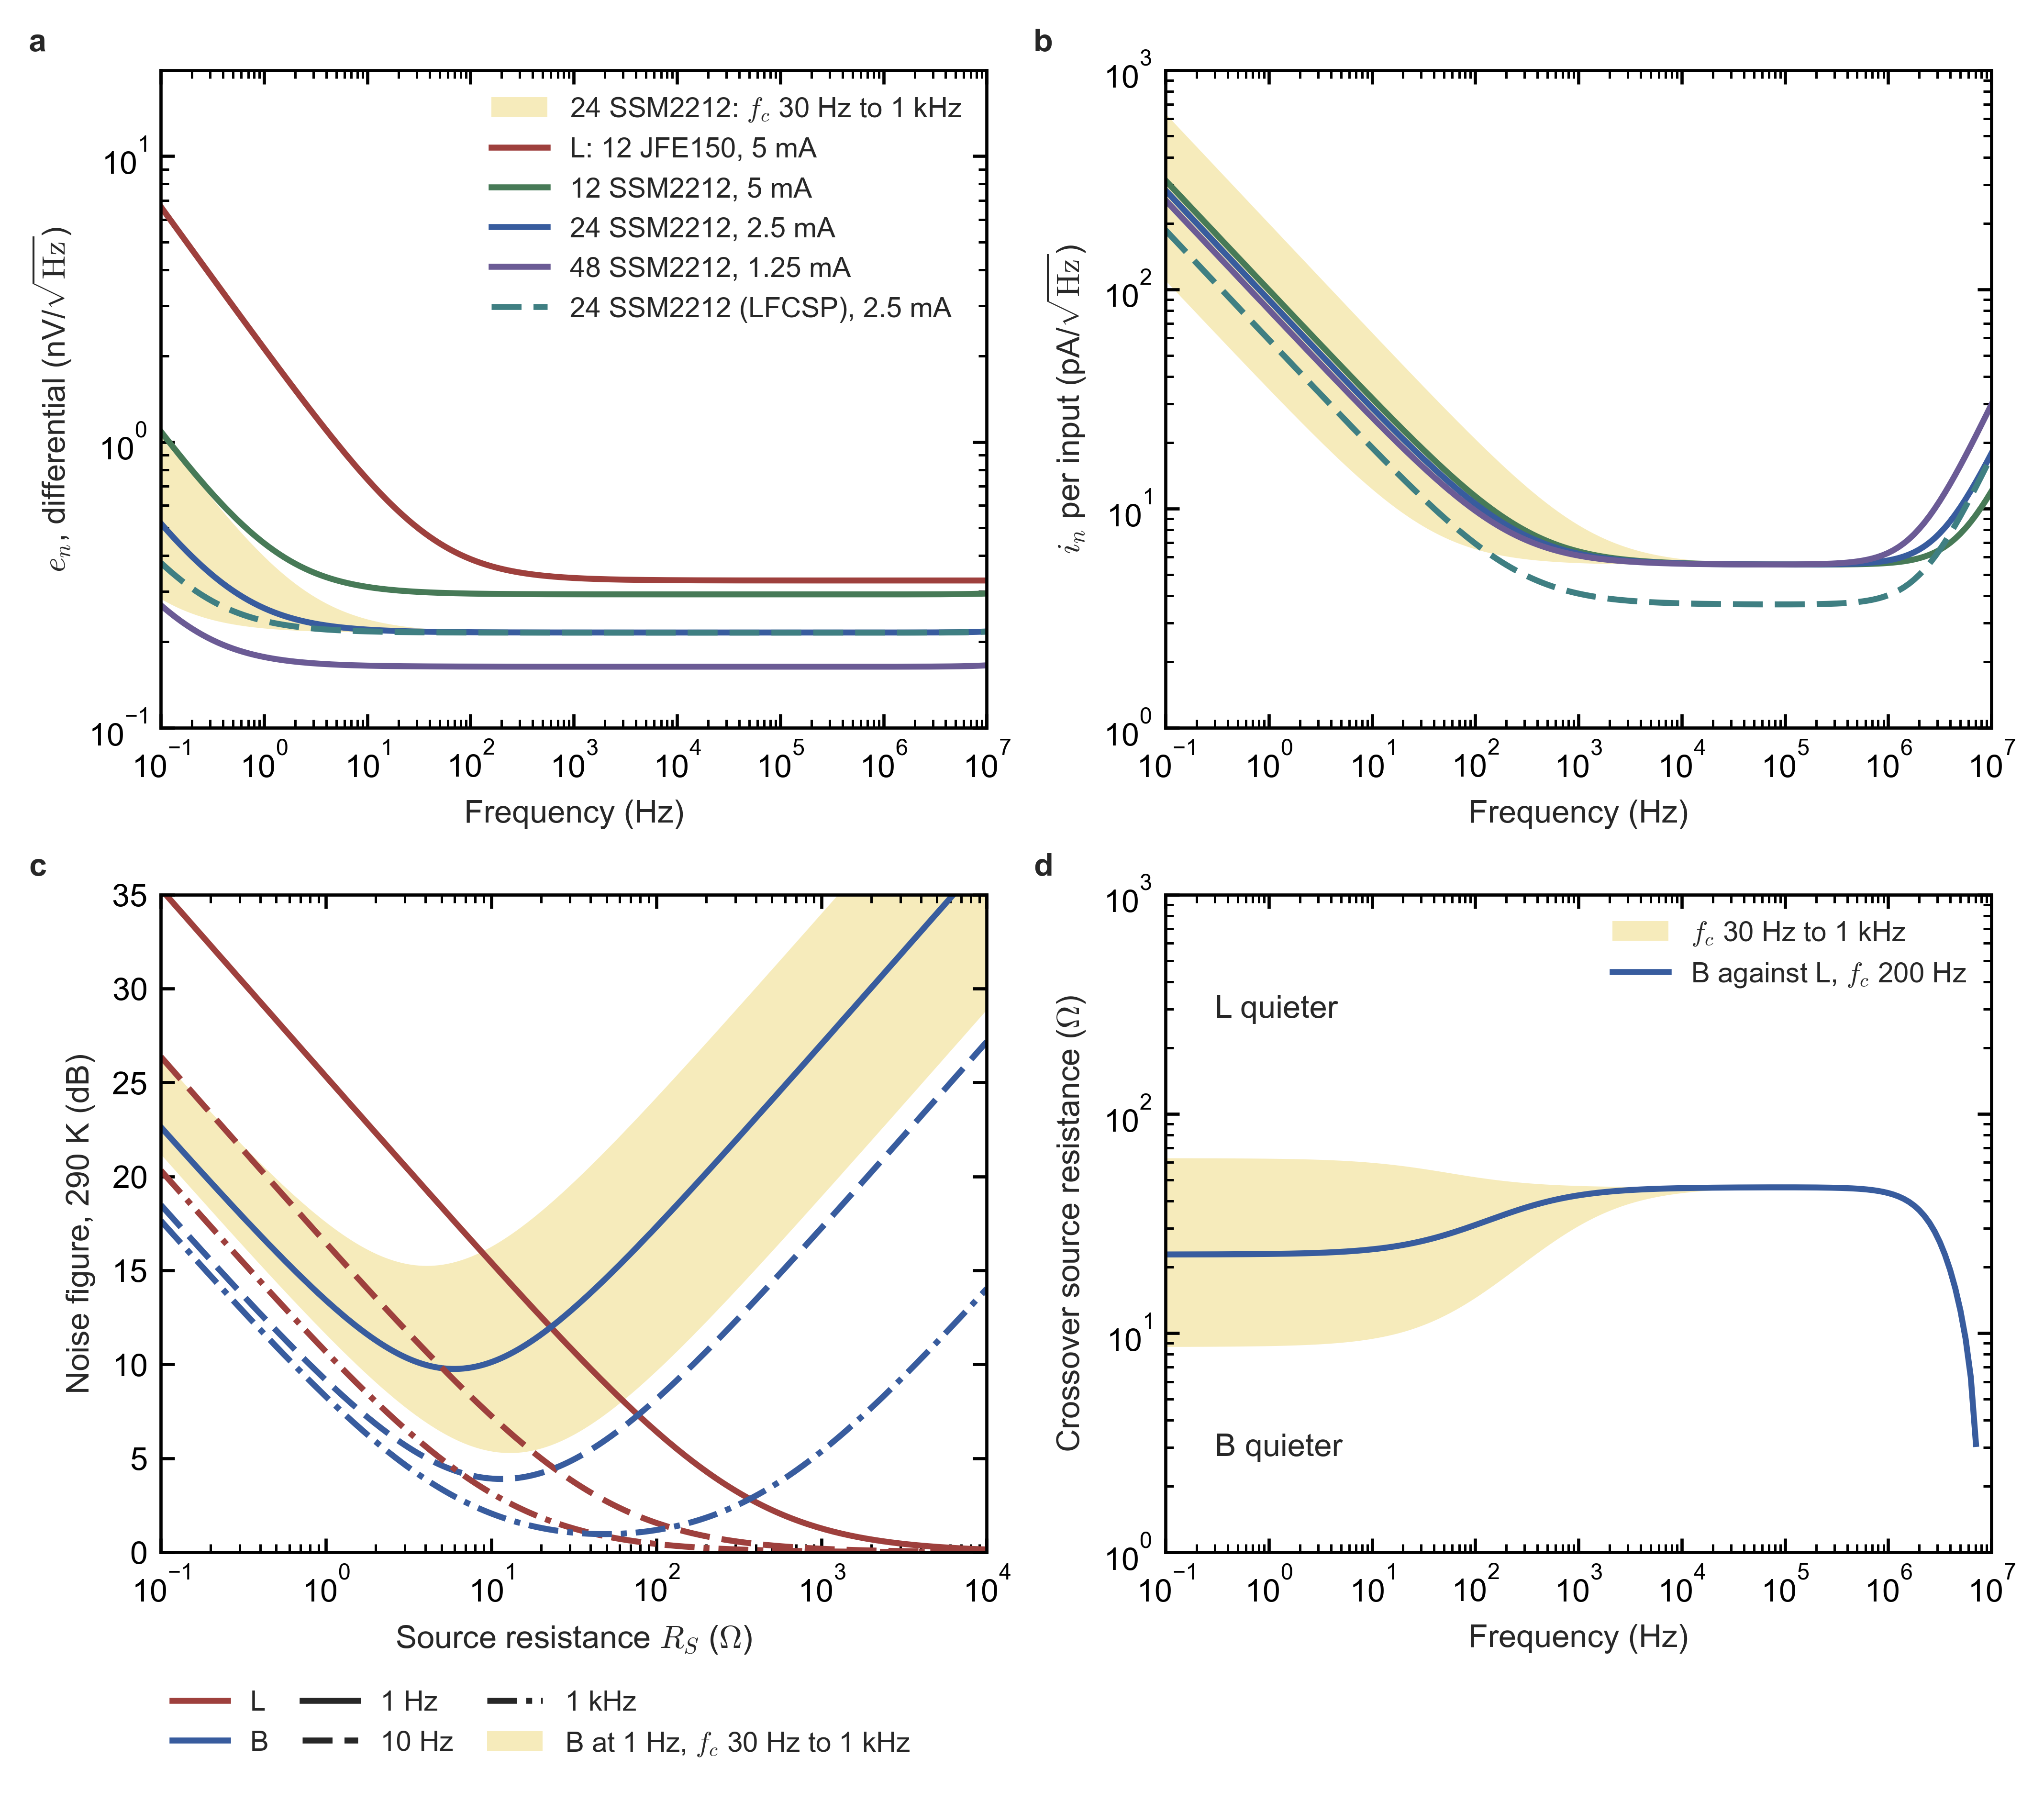 a
24 SSM2212: f_c 30 Hz to 1 kHz
L: 12 JFE150, 5 mA
12 SSM2212, 5 mA
24 SSM2212, 2.5 mA
48 SSM2212, 1.25 mA
24 SSM2212 (LFCSP), 2.5 mA
e_n, differential (nV/√Hz)
10^1
10^0
10^−1
10^−1 10^0 10^1 10^2 10^3 10^4 10^5 10^6 10^7
Frequency (Hz)
b
i_n per input (pA/√Hz)
10^3
10^2
10^1
10^0
10^−1 10^0 10^1 10^2 10^3 10^4 10^5 10^6 10^7
Frequency (Hz)
c
Noise figure, 290 K (dB)
35
30
25
20
15
10
5
0
10^−1 10^0 10^1 10^2 10^3 10^4
Source resistance R_S (Ω)
L
B
1 Hz
10 Hz
1 kHz
B at 1 Hz, f_c 30 Hz to 1 kHz
d
f_c 30 Hz to 1 kHz
B against L, f_c 200 Hz
L quieter
B quieter
Crossover source resistance (Ω)
10^3
10^2
10^1
10^0
10^−1 10^0 10^1 10^2 10^3 10^4 10^5 10^6 10^7
Frequency (Hz)